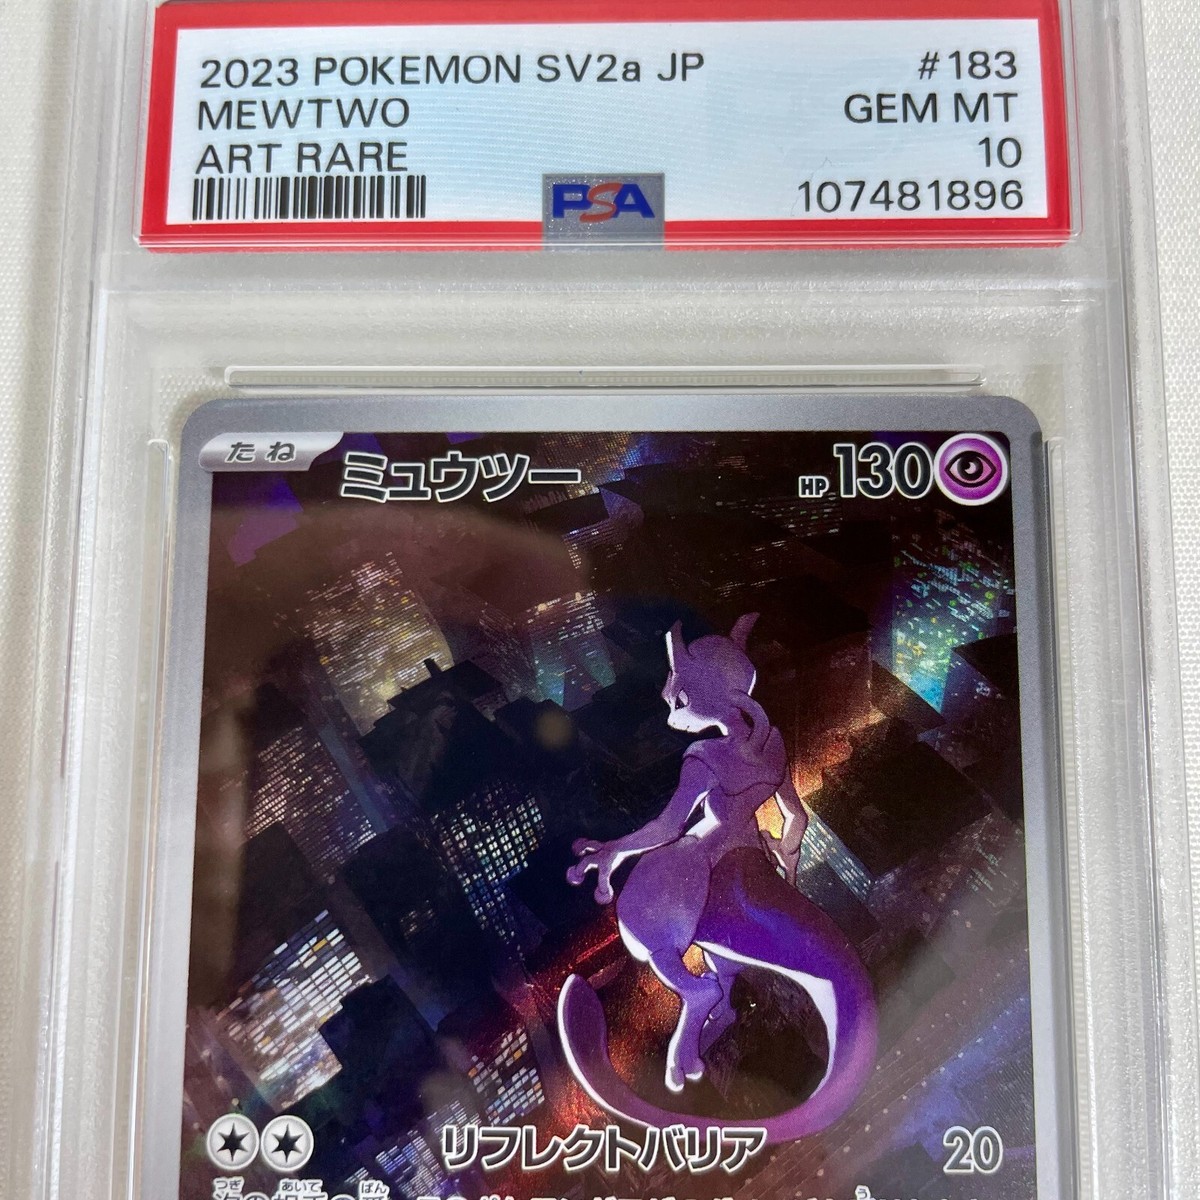 2023 POKEMON SV2a JP #183
MEWTWO GEM MT
ART RARE 10
PSA 107481896
たね ミュウツー HP 130
リフレクトバリア 20